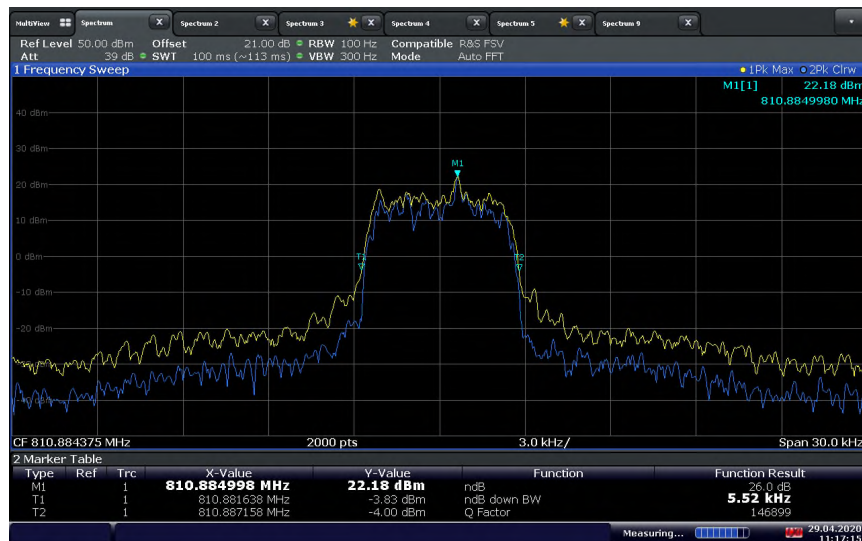 MultiView Spectrum X Spectrum 2 X Spectrum 3 X Spectrum 4 X Spectrum 5 X Spectrum 9 X
Ref Level 50.00 dBm Offset 21.00 dB RBW 100 Hz Compatible R&S FSV
Att 39 dB SWT 100 ms (~113 ms) VBW 300 Hz Mode Auto FFT
1 Frequency Sweep 1Pk Max 2Pk Clrw
M1[1] 22.18 dBm
810.8849980 MHz
40 dBm
30 dBm
M1
20 dBm
10 dBm
0 dBm
T1 T2
-10 dBm
-20 dBm
-30 dBm
CF 810.884375 MHz 2000 pts 3.0 kHz/ Span 30.0 kHz
2 Marker Table
Type Ref Trc X-Value Y-Value Function Function Result
M1 1 810.884998 MHz 22.18 dBm ndB 26.0 dB
T1 1 810.881638 MHz -3.83 dBm ndB down BW 5.52 kHz
T2 1 810.887158 MHz -4.00 dBm Q Factor 146899
Measuring... 29.04.2020
11:17:15